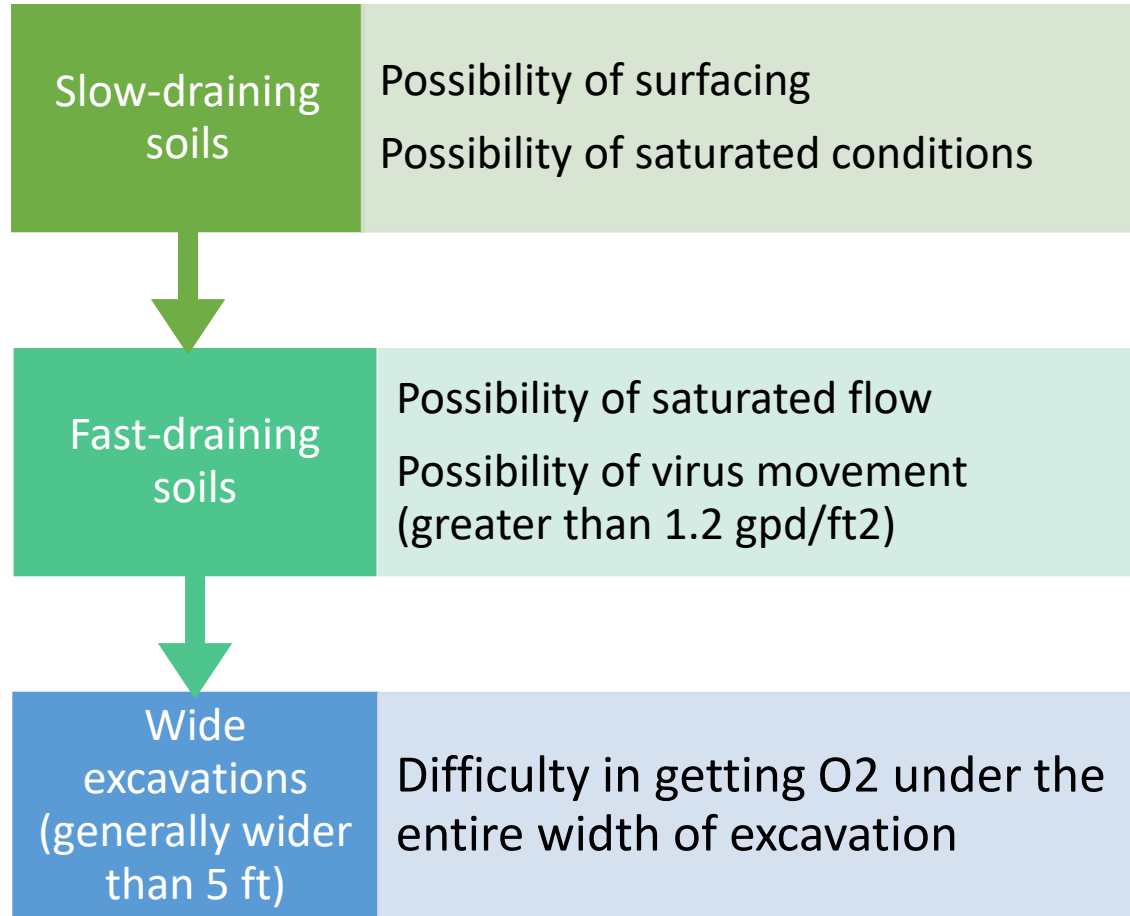 Slow-draining
soils
Possibility of surfacing
Possibility of saturated conditions
Fast-draining
soils
Possibility of saturated flow
Possibility of virus movement
(greater than 1.2 gpd/ft2)
Wide
excavations
(generally wider
than 5 ft)
Difficulty in getting O2 under the
entire width of excavation